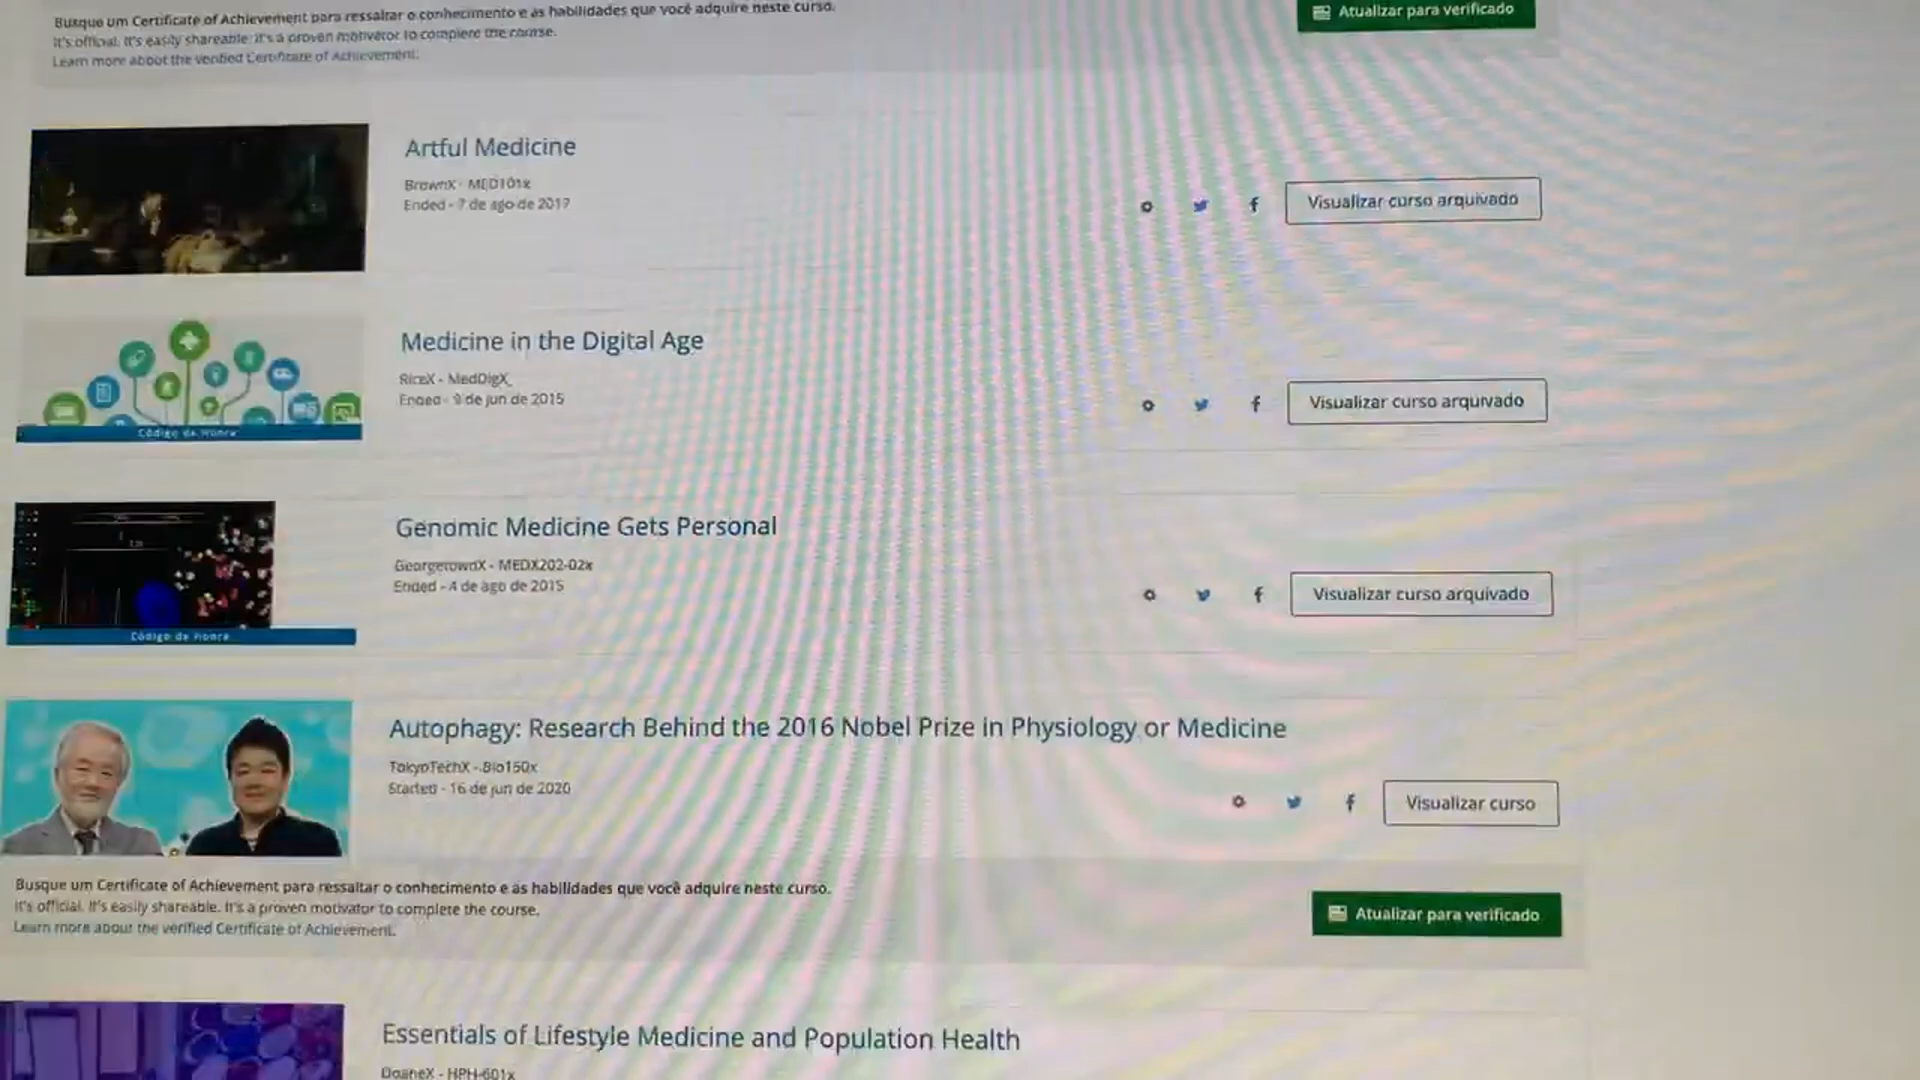 Busque um Certificate of Achievement para ressaltar o conhecimento e as habilidades que você adquire neste curso.
It's official. It's easily shareable. It's a proven motivator to complete the course.
Learn more about the verified Certificate of Achievement.
Atualizar para verificado
Artful Medicine
BrownX - MED101x
Ended - 7 de ago de 2017
Visualizar curso arquivado
Medicine in the Digital Age
RiceX - MedDigX
Ended - 9 de jun de 2015
Visualizar curso arquivado
Código de Honra
Genomic Medicine Gets Personal
GeorgetownX - MEDX202-02x
Ended - 4 de ago de 2015
Visualizar curso arquivado
Código de Honra
Autophagy: Research Behind the 2016 Nobel Prize in Physiology or Medicine
TokyoTechX - Bio160x
Started - 16 de jun de 2020
Visualizar curso
Busque um Certificate of Achievement para ressaltar o conhecimento e as habilidades que você adquire neste curso.
It's official. It's easily shareable. It's a proven motivator to complete the course.
Learn more about the verified Certificate of Achievement.
Atualizar para verificado
Essentials of Lifestyle Medicine and Population Health
DoaneX - HPH-601x